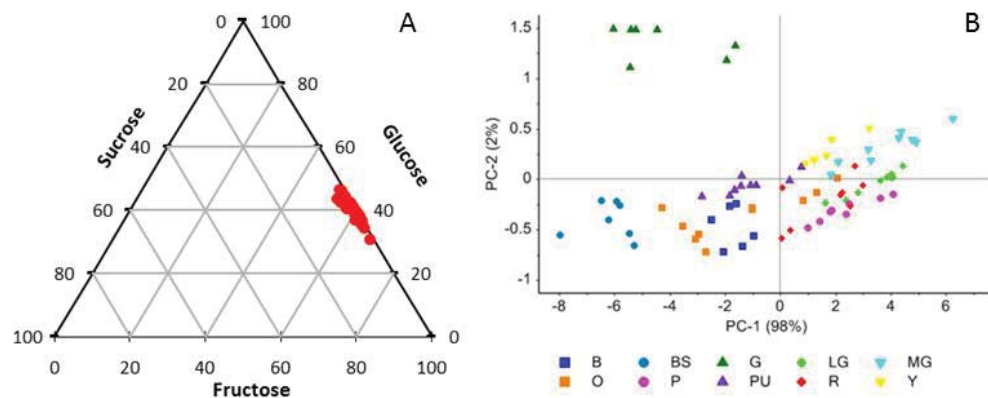 A
0 100
20 80
Sucrose
Glucose
40 60
60 40
80 20
100 0
0 20 40 60 80 100
Fructose
B
1.5
1
0.5
0
-0.5
-1
PC-2 (2%)
-8 -6 -4 -2 0 2 4 6
PC-1 (98%)
B BS G LG MG
O P PU R Y